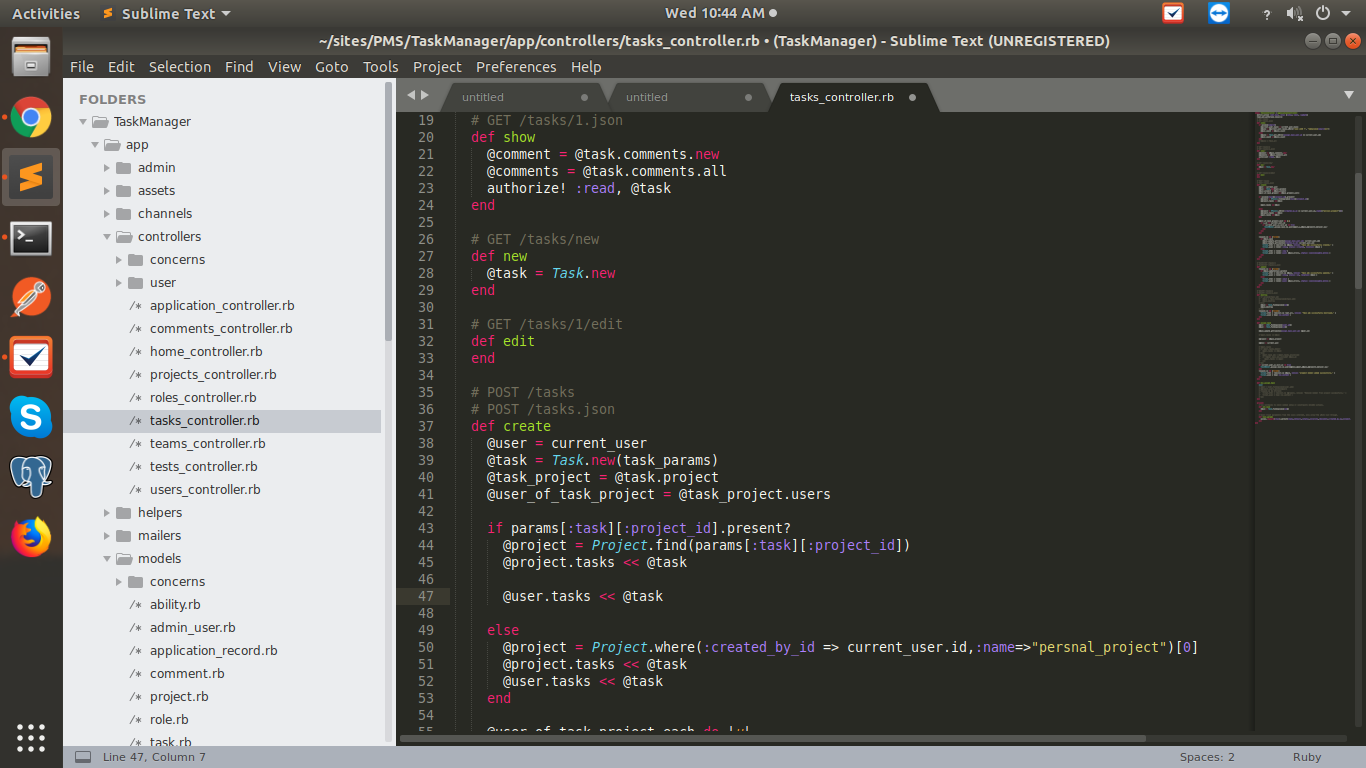 Activities Sublime Text Wed 10:44 AM ?
~/sites/PMS/TaskManager/app/controllers/tasks_controller.rb • (TaskManager) - Sublime Text (UNREGISTERED)
File Edit Selection Find View Goto Tools Project Preferences Help
untitled untitled tasks_controller.rb
FOLDERS
TaskManager
app
admin
assets
channels
controllers
concerns
user
/* application_controller.rb
/* comments_controller.rb
/* home_controller.rb
/* projects_controller.rb
/* roles_controller.rb
/* tasks_controller.rb
/* teams_controller.rb
/* tests_controller.rb
/* users_controller.rb
helpers
mailers
models
concerns
/* ability.rb
/* admin_user.rb
/* application_record.rb
/* comment.rb
/* project.rb
/* role.rb
/* task.rb
19 # GET /tasks/1.json
20 def show
21 @comment = @task.comments.new
22 @comments = @task.comments.all
23 authorize! :read, @task
24 end
25
26 # GET /tasks/new
27 def new
28 @task = Task.new
29 end
30
31 # GET /tasks/1/edit
32 def edit
33 end
34
35 # POST /tasks
36 # POST /tasks.json
37 def create
38 @user = current_user
39 @task = Task.new(task_params)
40 @task_project = @task.project
41 @user_of_task_project = @task_project.users
42
43 if params[:task][:project_id].present?
44 @project = Project.find(params[:task][:project_id])
45 @project.tasks << @task
46
47 @user.tasks << @task
48
49 else
50 @project = Project.where(:created_by_id => current_user.id,:name=>"persnal_project")[0]
51 @project.tasks << @task
52 @user.tasks << @task
53 end
54
55 @user_of_task_project.each do |u|
Line 47, Column 7 Spaces: 2 Ruby